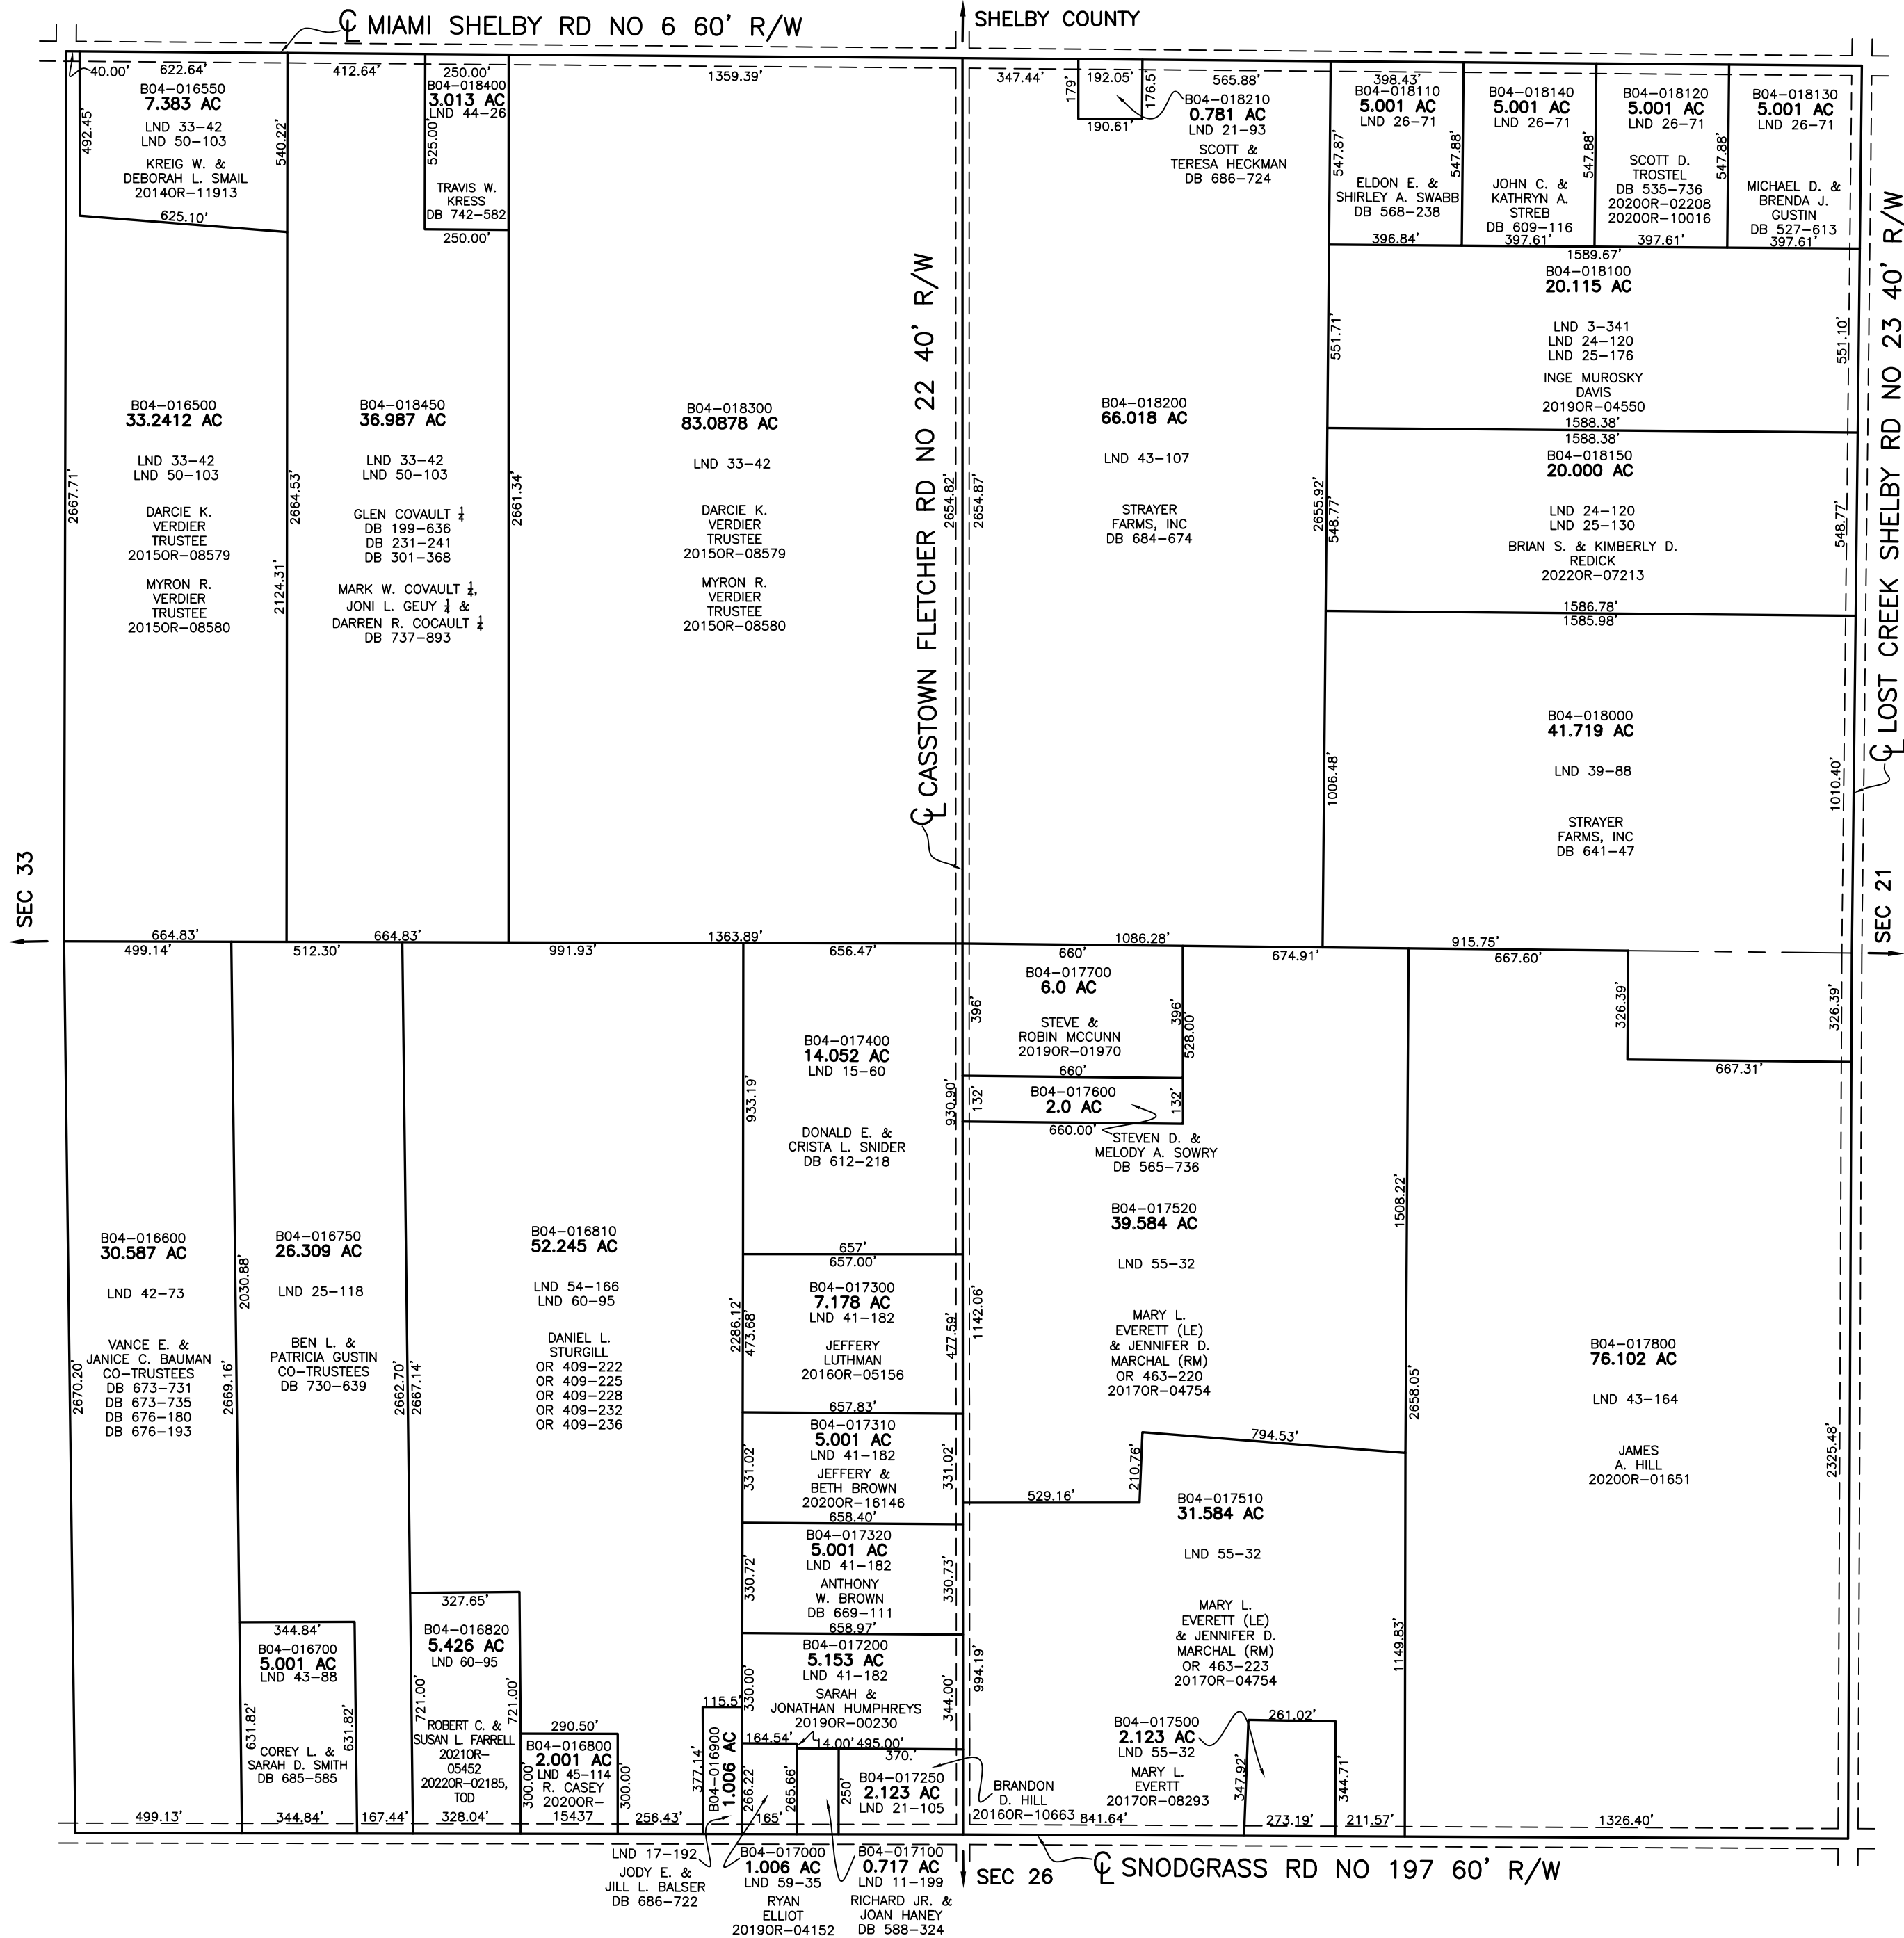 ℄ MIAMI SHELBY RD NO 6 60' R/W
SHELBY COUNTY
40.00'
622.64'
B04-016550
7.383 AC
LND 33-42
LND 50-103
KREIG W. &
DEBORAH L. SMAIL
2014OR-11913
492.45'
540.22'
625.10'
412.64'
250.00'
B04-018400
3.013 AC
LND 44-26
525.00'
TRAVIS W.
KRESS
DB 742-582
250.00'
1359.39'
347.44'
192.05'
179'
176.5'
190.61'
565.88'
B04-018210
0.781 AC
LND 21-93
SCOTT &
TERESA HECKMAN
DB 686-724
398.43'
B04-018110
5.001 AC
LND 26-71
547.87'
ELDON E. &
SHIRLEY A. SWABB
DB 568-238
396.84'
B04-018140
5.001 AC
LND 26-71
547.88'
JOHN C. &
KATHRYN A.
STREB
DB 609-116
397.61'
B04-018120
5.001 AC
LND 26-71
547.88'
SCOTT D.
TROSTEL
DB 535-736
2020OR-02208
2020OR-10016
397.61'
B04-018130
5.001 AC
LND 26-71
547.88'
MICHAEL D. &
BRENDA J.
GUSTIN
DB 527-613
397.61'
1589.67'
B04-018100
20.115 AC
LND 3-341
LND 24-120
LND 25-176
INGE MUROSKY
DAVIS
2019OR-04550
551.71'
551.10'
1588.38'
1588.38'
B04-018150
20.000 AC
LND 24-120
LND 25-130
BRIAN S. & KIMBERLY D.
REDICK
2022OR-07213
548.77'
548.77'
1586.78'
1585.98'
B04-018000
41.719 AC
LND 39-88
STRAYER
FARMS, INC
DB 641-47
1006.48'
1010.40'
℄ LOST CREEK SHELBY RD NO 23 40' R/W
B04-016500
33.2412 AC
LND 33-42
LND 50-103
DARCIE K.
VERDIER
TRUSTEE
2015OR-08579
MYRON R.
VERDIER
TRUSTEE
2015OR-08580
2667.71'
2124.31'
2664.53'
B04-018450
36.987 AC
LND 33-42
LND 50-103
GLEN COVAULT ¼
DB 199-636
DB 231-241
DB 301-368
MARK W. COVAULT ¼,
JONI L. GEUY ¼ &
DARREN R. COCAULT ¼
DB 737-893
2661.34'
B04-018300
83.0878 AC
LND 33-42
DARCIE K.
VERDIER
TRUSTEE
2015OR-08579
MYRON R.
VERDIER
TRUSTEE
2015OR-08580
℄ CASSTOWN FLETCHER RD NO 22 40' R/W
2654.82'
2654.87'
B04-018200
66.018 AC
LND 43-107
STRAYER
FARMS, INC
DB 684-674
2655.92'
SEC 33
SEC 21
664.83'
664.83'
1363.89'
1086.28'
915.75'
499.14'
512.30'
991.93'
656.47'
660'
674.91'
667.60'
B04-017700
6.0 AC
STEVE &
ROBIN MCCUNN
2019OR-01970
396'
396'
528.00'
660'
B04-017600
2.0 AC
132'
132'
660.00'
STEVEN D. &
MELODY A. SOWRY
DB 565-736
326.39'
326.39'
667.31'
B04-017400
14.052 AC
LND 15-60
DONALD E. &
CRISTA L. SNIDER
DB 612-218
933.19'
930.90'
657'
657.00'
B04-017300
7.178 AC
LND 41-182
JEFFERY
LUTHMAN
2016OR-05156
2286.12'
473.68'
477.59'
1142.06'
657.83'
B04-017310
5.001 AC
LND 41-182
JEFFERY &
BETH BROWN
2020OR-16146
331.02'
331.02'
658.40'
B04-017320
5.001 AC
LND 41-182
ANTHONY
W. BROWN
DB 669-111
330.72'
330.73'
658.97'
B04-017200
5.153 AC
LND 41-182
SARAH &
JONATHAN HUMPHREYS
2019OR-00230
330.00'
344.00'
994.19'
B04-016600
30.587 AC
LND 42-73
VANCE E. &
JANICE C. BAUMAN
CO-TRUSTEES
DB 673-731
DB 673-735
DB 676-180
DB 676-193
2670.20'
2030.88'
2669.16'
B04-016750
26.309 AC
LND 25-118
BEN L. &
PATRICIA GUSTIN
CO-TRUSTEES
DB 730-639
2662.70'
2667.14'
B04-016810
52.245 AC
LND 54-166
LND 60-95
DANIEL L.
STURGILL
OR 409-222
OR 409-225
OR 409-228
OR 409-232
OR 409-236
B04-017520
39.584 AC
LND 55-32
MARY L.
EVERETT (LE)
& JENNIFER D.
MARCHAL (RM)
OR 463-220
2017OR-04754
1508.22'
2658.05'
794.53'
210.76'
529.16'
B04-017510
31.584 AC
LND 55-32
MARY L.
EVERETT (LE)
& JENNIFER D.
MARCHAL (RM)
OR 463-223
2017OR-04754
1149.83'
B04-017800
76.102 AC
LND 43-164
JAMES
A. HILL
2020OR-01651
2325.48'
344.84'
B04-016700
5.001 AC
LND 43-88
COREY L. &
SARAH D. SMITH
DB 685-585
631.82'
631.82'
327.65'
B04-016820
5.426 AC
LND 60-95
721.00'
721.00'
ROBERT C. &
SUSAN L. FARRELL
2021OR-
05452
2022OR-02185,
TOD
290.50'
B04-016800
2.001 AC
LND 45-114
R. CASEY
2020OR-
15437
300.00'
300.00'
115.5'
377.14'
B04-016900
1.006 AC
164.54'
266.22'
265.66'
14.00'
495.00'
370.'
250'
B04-017250
2.123 AC
LND 21-105
BRANDON
D. HILL
2016OR-10663
B04-017500
2.123 AC
LND 55-32
MARY L.
EVERTT
2017OR-08293
261.02'
347.92'
344.71'
499.13'
344.84'
167.44'
328.04'
256.43'
165'
841.64'
273.19'
211.57'
1326.40'
LND 17-192
JODY E. &
JILL L. BALSER
DB 686-722
B04-017000
1.006 AC
LND 59-35
RYAN
ELLIOT
2019OR-04152
B04-017100
0.717 AC
LND 11-199
RICHARD JR. &
JOAN HANEY
DB 588-324
SEC 26
℄ SNODGRASS RD NO 197 60' R/W